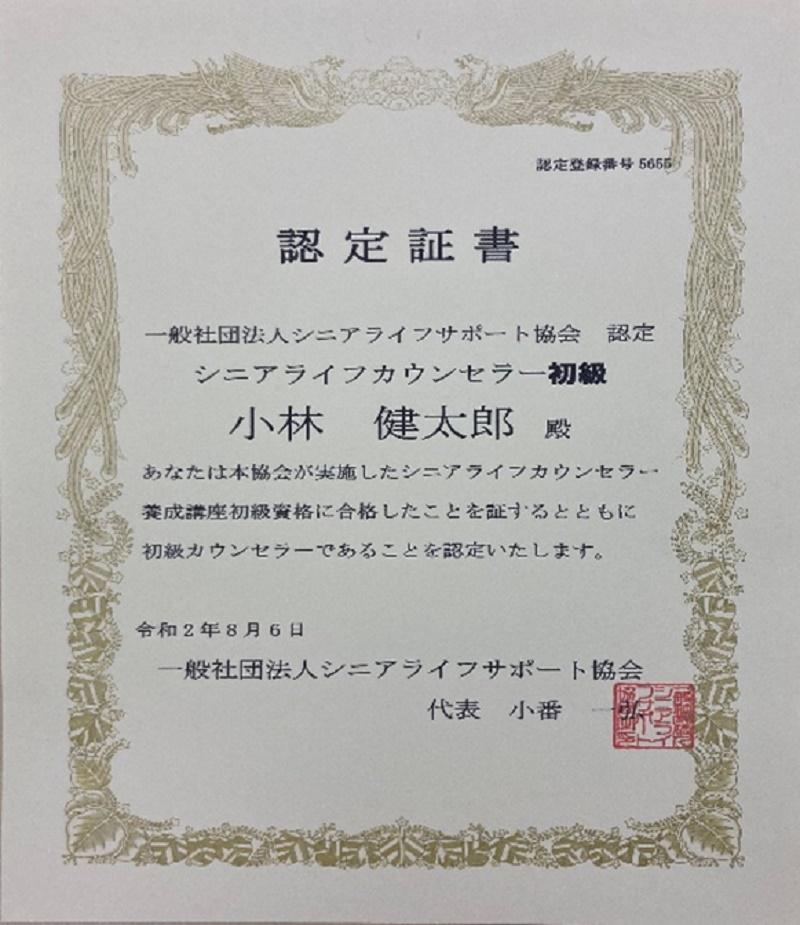 認定登録番号 5655
認定証書
一般社団法人シニアライフサポート協会　認定
シニアライフカウンセラー初級
小林　健太郎 殿
あなたは本協会が実施したシニアライフカウンセラー
養成講座初級資格に合格したことを証するとともに
初級カウンセラーであることを認定いたします。
令和2年8月6日
一般社団法人シニアライフサポート協会
代表　小番　一弘